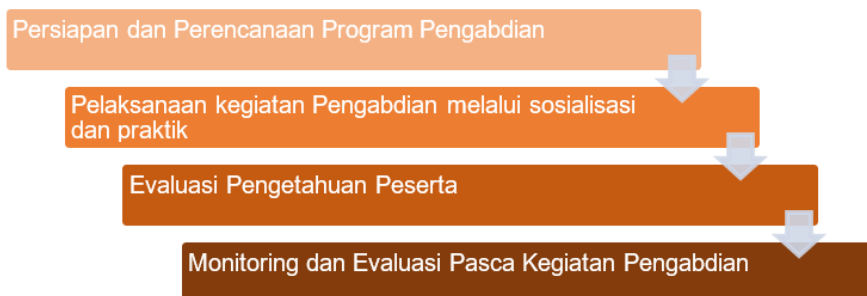 Persiapan dan Perencanaan Program Pengabdian
Pelaksanaan kegiatan Pengabdian melalui sosialisasi
dan praktik
Evaluasi Pengetahuan Peserta
Monitoring dan Evaluasi Pasca Kegiatan Pengabdian